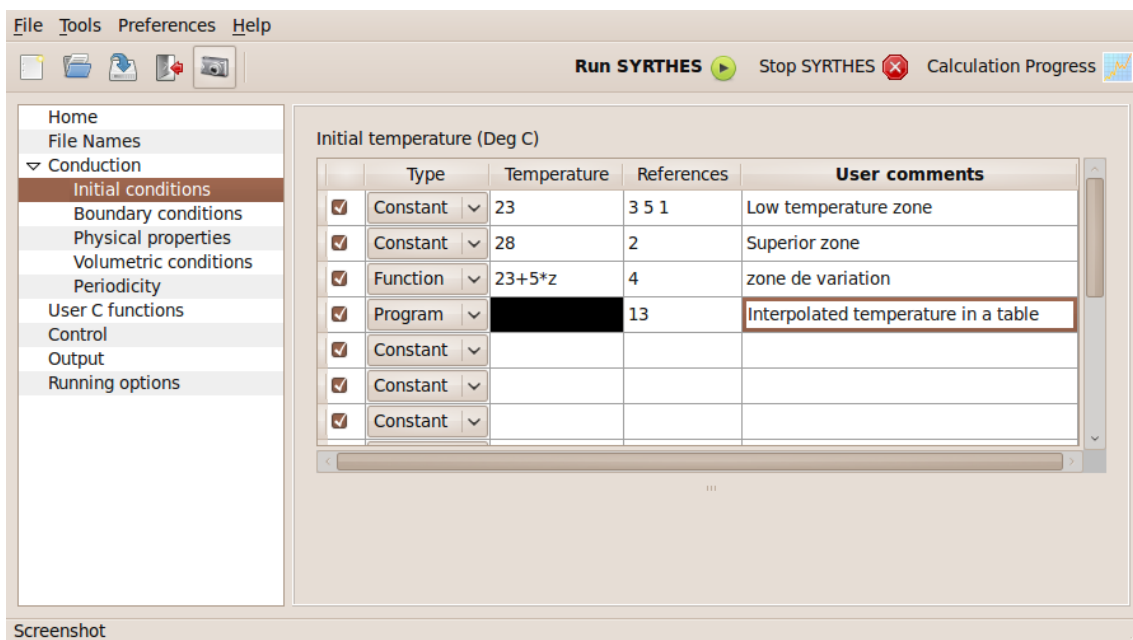 File Tools Preferences Help
Run SYRTHES Stop SYRTHES Calculation Progress
Home
File Names
Conduction
Initial conditions
Boundary conditions
Physical properties
Volumetric conditions
Periodicity
User C functions
Control
Output
Running options
Initial temperature (Deg C)
Type Temperature References User comments
Constant 23 3 5 1 Low temperature zone
Constant 28 2 Superior zone
Function 23+5*z 4 zone de variation
Program 13 Interpolated temperature in a table
Constant
Constant
Constant
Screenshot